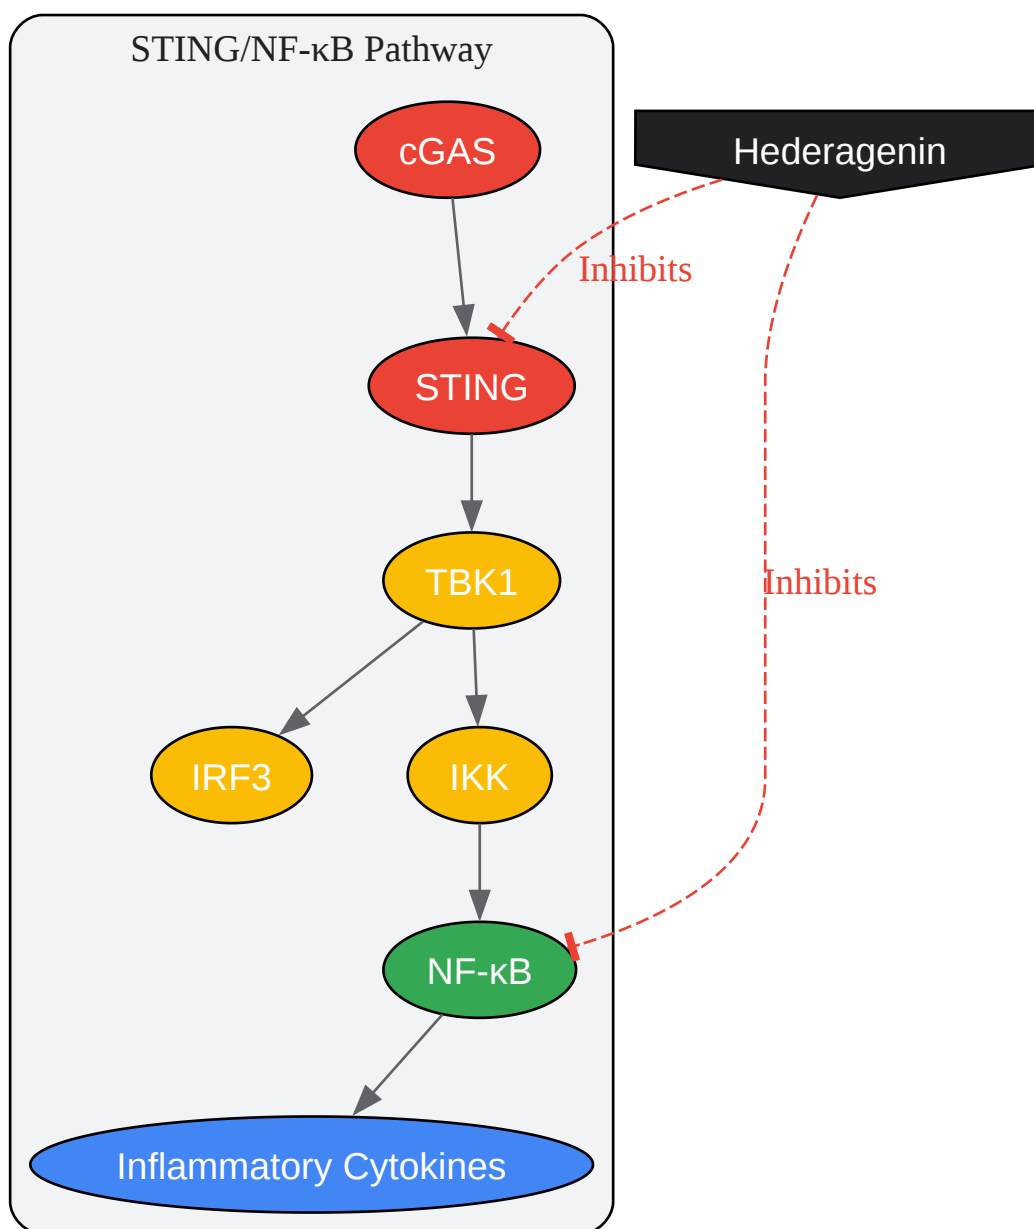 STING/NF-κB Pathway
cGAS
Hederagenin
Inhibits
STING
TBK1
Inhibits
IRF3
IKK
NF-κB
Inflammatory Cytokines